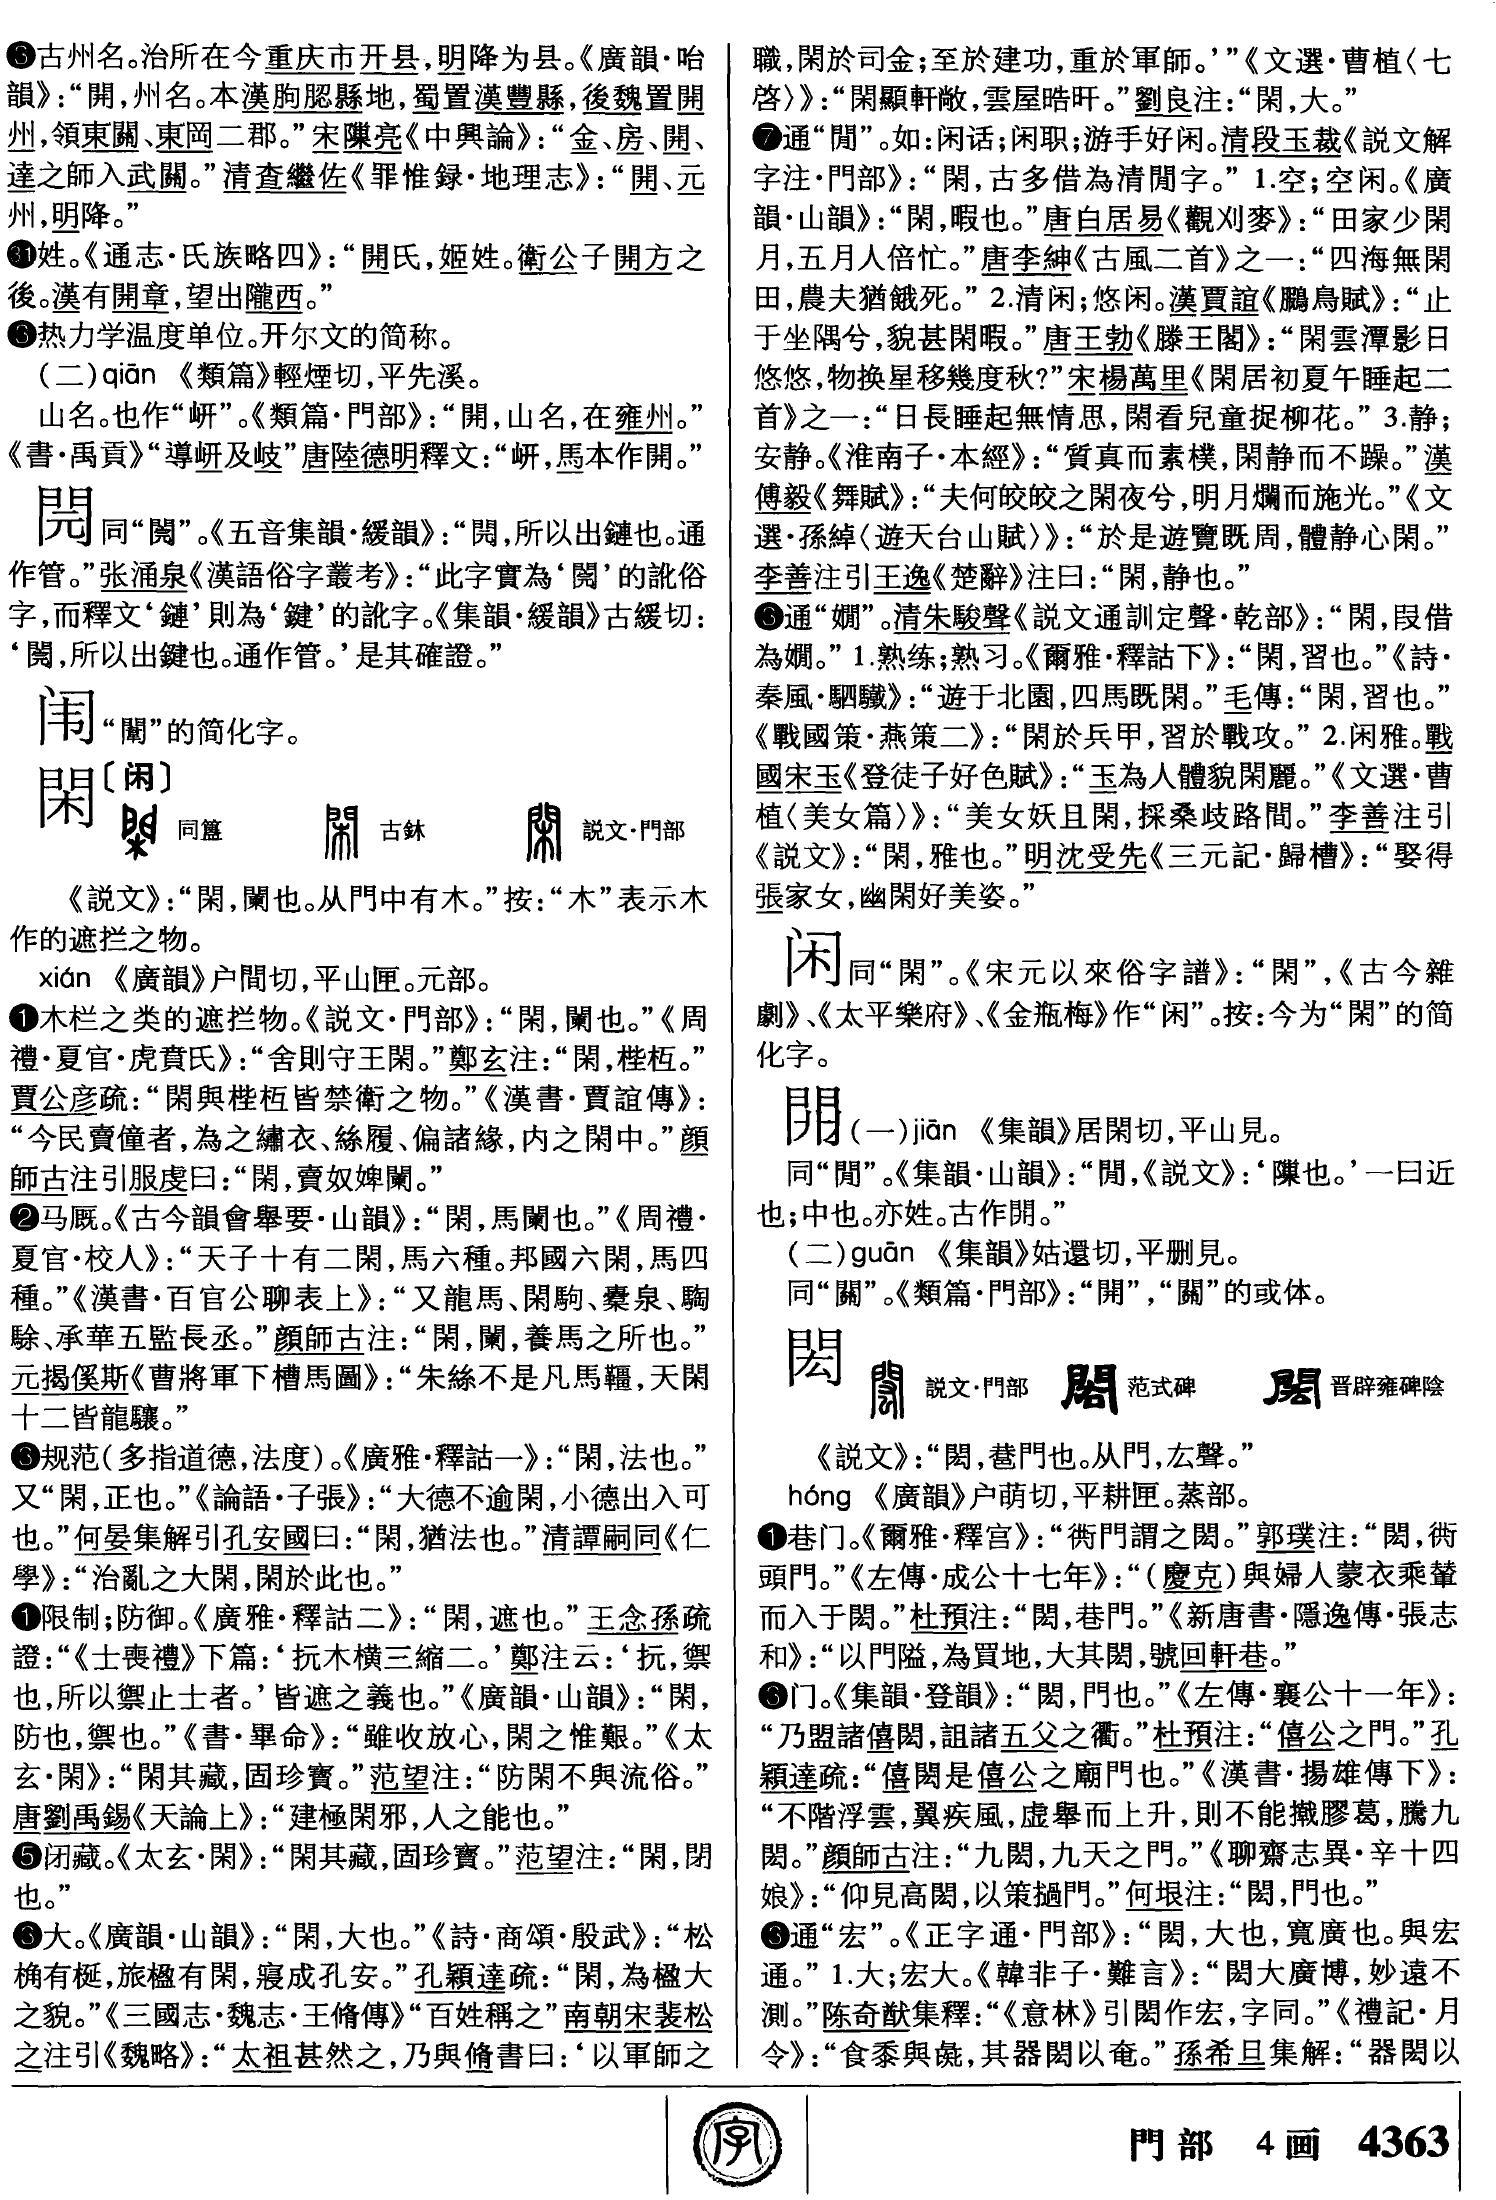 古州名。治所在今重庆市开县,明降为县。《廣韻·咍
韻》:“開,州名。本漢朐䏰縣地,蜀置漢豐縣,後魏置開
州,領東關、東岡二郡。”宋陳亮《中興論》:“金、房、開、
達之師入武關。”清查繼佐《罪惟録·地理志》:“開、元
州,明降。”
㉛姓。《通志·氏族略四》:“開氏,姬姓。衛公子開方之
後。漢有開章,望出隴西。”
热力学温度单位。开尔文的简称。
(二)qiān 《類篇》輕煙切,平先溪。
山名。也作“岍”。《類篇·門部》:“開,山名,在雍州。”
《書·禹貢》“導岍及岐”唐陸德明釋文:“岍,馬本作開。”
閌同“䦎”。《五音集韻·緩韻》:“閌,所以出鏈也。通
作管。”张涌泉《漢語俗字叢考》:“此字實為‘䦎’的訛俗
字,而釋文‘鏈’則為‘鍵’的訛字。《集韻·緩韻》古緩切:
‘䦎,所以出鍵也。通作管。’是其確證。”
闱“闈”的简化字。
閑〔闲〕
同簋 古鉨 説文·門部
《説文》:“閑,闌也。从門中有木。”按:“木”表示木
作的遮拦之物。
xián 《廣韻》户間切,平山匣。元部。
❶木栏之类的遮拦物。《説文·門部》:“閑,闌也。”《周
禮·夏官·虎賁氏》:“舍則守王閑。”鄭玄注:“閑,梐枑。”
賈公彦疏:“閑與梐枑皆禁衛之物。”《漢書·賈誼傳》:
“今民賣僮者,為之繡衣、絲履、偏諸緣,内之閑中。”顔
師古注引服虔曰:“閑,賣奴婢闌。”
❷马厩。《古今韻會舉要·山韻》:“閑,馬闌也。”《周禮·
夏官·校人》:“天子十有二閑,馬六種。邦國六閑,馬四
種。”《漢書·百官公卿表上》:“又龍馬、閑駒、橐泉、騊
駼、承華五監長丞。”顔師古注:“閑,闌,養馬之所也。”
元揭傒斯《曹將軍下槽馬圖》:“朱絲不是凡馬韁,天閑
十二皆龍驤。”
❸规范(多指道德,法度)。《廣雅·釋詁一》:“閑,法也。”
又“閑,正也。”《論語·子張》:“大德不逾閑,小德出入可
也。”何晏集解引孔安國曰:“閑,猶法也。”清譚嗣同《仁
學》:“治亂之大閑,閑於此也。”
❶限制;防御。《廣雅·釋詁二》:“閑,遮也。”王念孫疏
證:“《士喪禮》下篇:‘抗木横三縮二。’鄭注云:‘抗,禦
也,所以禦止士者。’皆遮之義也。”《廣韻·山韻》:“閑,
防也,禦也。”《書·畢命》:“雖收放心,閑之惟艱。”《太
玄·閑》:“閑其藏,固珍寶。”范望注:“防閑不與流俗。”
唐劉禹錫《天論上》:“建極閑邪,人之能也。”
❺闭藏。《太玄·閑》:“閑其藏,固珍寶。”范望注:“閑,閉
也。”
大。《廣韻·山韻》:“閑,大也。”《詩·商頌·殷武》:“松
桷有梴,旅楹有閑,寢成孔安。”孔穎達疏:“閑,為楹大
之貌。”《三國志·魏志·王脩傳》“百姓稱之”南朝宋裴松
之注引《魏略》:“太祖甚然之,乃與脩書曰:‘以軍師之
職,閑於司金;至於建功,重於軍師。’”《文選·曹植〈七
啓〉》:“閑顯軒敞,雲屋晧旰。”劉良注:“閑,大。”
❼通“閒”。如:闲话;闲职;游手好闲。清段玉裁《説文解
字注·門部》:“閑,古多借為清閒字。” 1.空;空闲。《廣
韻·山韻》:“閑,暇也。”唐白居易《觀刈麥》:“田家少閑
月,五月人倍忙。”唐李紳《古風二首》之一:“四海無閑
田,農夫猶餓死。” 2.清闲;悠闲。漢賈誼《鵩鳥賦》:“止
于坐隅兮,貌甚閑暇。”唐王勃《滕王閣》:“閑雲潭影日
悠悠,物换星移幾度秋?”宋楊萬里《閑居初夏午睡起二
首》之一:“日長睡起無情思,閑看兒童捉柳花。” 3.静;
安静。《淮南子·本經》:“質真而素樸,閑静而不躁。”漢
傅毅《舞賦》:“夫何皎皎之閑夜兮,明月爛而施光。”《文
選·孫綽〈遊天台山賦〉》:“於是遊覽既周,體静心閑。”
李善注引王逸《楚辭》注曰:“閑,静也。”
通“嫻”。清朱駿聲《説文通訓定聲·乾部》:“閑,叚借
為嫺。” 1.熟练;熟习。《爾雅·釋詁下》:“閑,習也。”《詩·
秦風·駟驖》:“遊于北園,四馬既閑。”毛傳:“閑,習也。”
《戰國策·燕策二》:“閑於兵甲,習於戰攻。” 2.闲雅。戰
國宋玉《登徒子好色賦》:“玉為人體貌閑麗。”《文選·曹
植〈美女篇〉》:“美女妖且閑,採桑歧路間。”李善注引
《説文》:“閑,雅也。”明沈受先《三元記·歸槽》:“娶得
張家女,幽閑好美姿。”
闲同“閑”。《宋元以來俗字譜》:“閑”,《古今雜
劇》、《太平樂府》、《金瓶梅》作“闲”。按:今为“閑”的简
化字。
(一)jiān 《集韻》居閑切,平山見。
同“閒”。《集韻·山韻》:“閒,《説文》:‘隟也。’一曰近
也;中也。亦姓。古作開。”
(二)guān 《集韻》姑還切,平删見。
同“關”。《類篇·門部》:“開”,“關”的或体。
閎
説文·門部 范式碑 晋辟雍碑陰
《説文》:“閎,巷門也。从門,厷聲。”
hóng 《廣韻》户萌切,平耕匣。蒸部。
❶巷门。《爾雅·釋宫》:“衖門謂之閎。”郭璞注:“閎,衖
頭門。”《左傳·成公十七年》:“(慶克)與婦人蒙衣乘輦
而入于閎。”杜預注:“閎,巷門。”《新唐書·隱逸傳·張志
和》:“以門隘,為買地,大其閎,號回軒巷。”
门。《集韻·登韻》:“閎,門也。”《左傳·襄公十一年》:
“乃盟諸僖閎,詛諸五父之衢。”杜預注:“僖公之門。”孔
穎達疏:“僖閎是僖公之廟門也。”《漢書·揚雄傳下》:
“不階浮雲,翼疾風,虚舉而上升,則不能撠膠葛,騰九
閎。”顔師古注:“九閎,九天之門。”《聊齋志異·辛十四
娘》:“仰見高閎,以策撾門。”何垠注:“閎,門也。”
❸通“宏”。《正字通·門部》:“閎,大也,寬廣也。與宏
通。” 1.大;宏大。《韓非子·難言》:“閎大廣博,妙遠不
測。”陈奇猷集釋:“《意林》引閎作宏,字同。”《禮記·月
令》:“食黍與彘,其器閎以奄。”孫希旦集解:“器閎以
字
門部 4画 4363